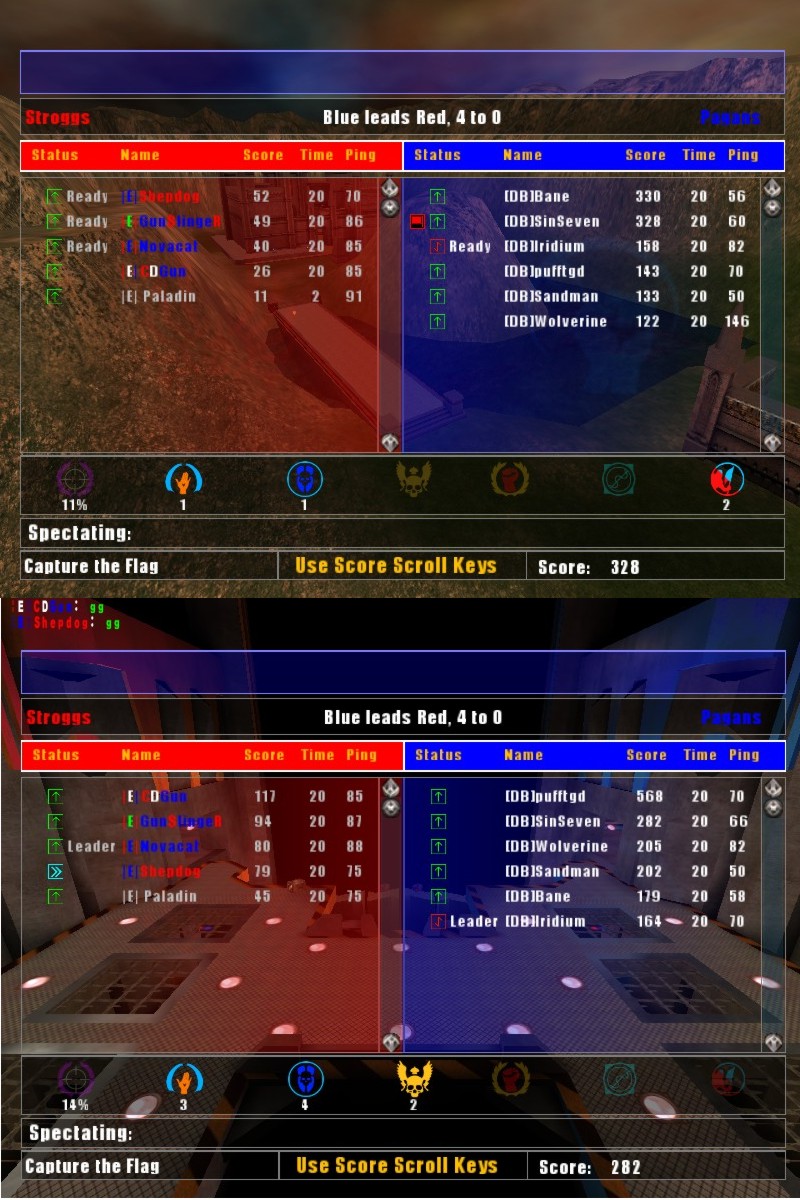 Stroggs Blue leads Red, 4 to 0 Pagans
Status Name Score Time Ping Status Name Score Time Ping
Ready |E|Shepdog 52 20 70 [DB]Bane 330 20 56
Ready |E|GunSlingeR 49 20 86 [DB]SinSeven 328 20 60
Ready |E|Novacat 40 20 85 Ready [DB]Iridium 158 20 82
|E|CDGun 26 20 85 [DB]pufftgd 143 20 70
|E| Paladin 11 2 91 [DB]Sandman 133 20 50
[DB]Wolverine 122 20 146
11% 1 1 2
Spectating:
Capture the Flag Use Score Scroll Keys Score: 328
|E|CDGun: gg
|E|Shepdog: gg
Stroggs Blue leads Red, 4 to 0 Pagans
Status Name Score Time Ping Status Name Score Time Ping
|E|CDGun 117 20 85 [DB]pufftgd 568 20 70
|E|GunSlingeR 94 20 87 [DB]SinSeven 282 20 66
Leader |E|Novacat 80 20 88 [DB]Wolverine 205 20 82
|E|Shepdog 79 20 75 [DB]Sandman 202 20 50
|E| Paladin 45 20 75 [DB]Bane 179 20 58
Leader [DB]Iridium 164 20 70
14% 3 4 2
Spectating:
Capture the Flag Use Score Scroll Keys Score: 282